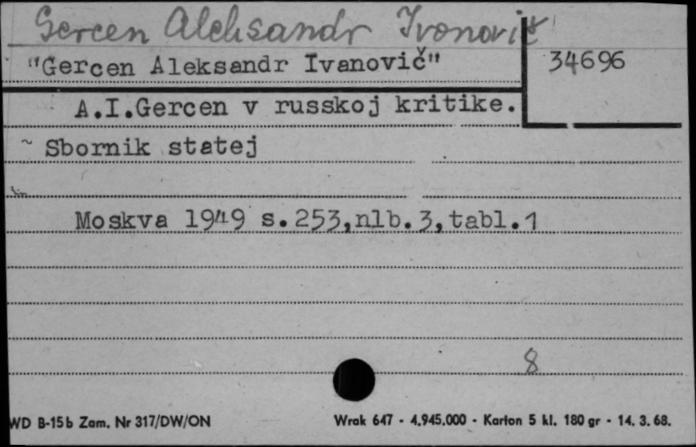 Gercen Aleksandr Ivanovič
"Gercen Aleksandr Ivanovič"
34696
A.I.Gercen v russkoj kritike.
~ Sbornik statej
Moskva 1949 s.253,nlb.3,tabl.1
8
WD B-15b Zam. Nr 317/DW/ON
Wrak 647 - 4.945.000 - Karton 5 kl. 180 gr - 14. 3. 68.